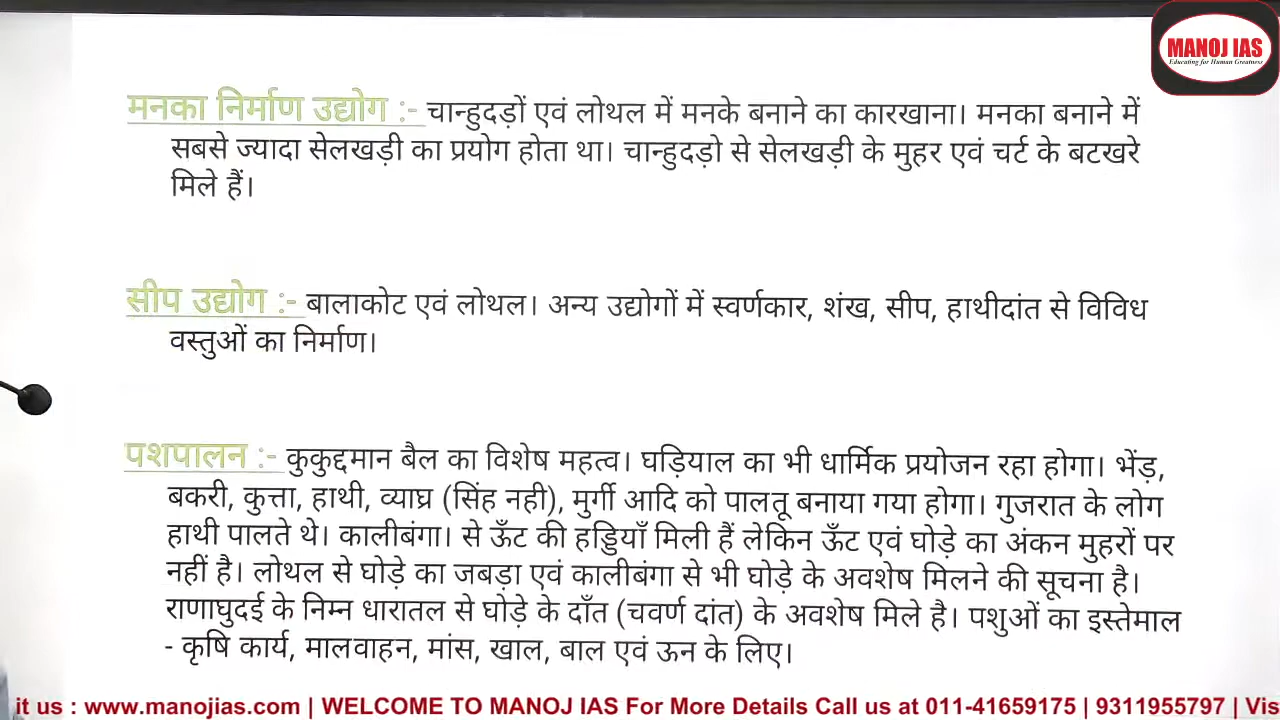 MANOJ IAS
Educating for Human Greatness
मनका निर्माण उद्योग :- चान्हुदड़ों एवं लोथल में मनके बनाने का कारखाना। मनका बनाने में
सबसे ज्यादा सेलखड़ी का प्रयोग होता था। चान्हुदड़ो से सेलखड़ी के मुहर एवं चर्ट के बटखरे
मिले हैं।
सीप उद्योग :- बालाकोट एवं लोथल। अन्य उद्योगों में स्वर्णकार, शंख, सीप, हाथीदांत से विविध
वस्तुओं का निर्माण।
पशपालन :- कुकुद्दमान बैल का विशेष महत्व। घड़ियाल का भी धार्मिक प्रयोजन रहा होगा। भेंड़,
बकरी, कुत्ता, हाथी, व्याघ्र (सिंह नही), मुर्गी आदि को पालतू बनाया गया होगा। गुजरात के लोग
हाथी पालते थे। कालीबंगा। से ऊँट की हड्डियाँ मिली हैं लेकिन ऊँट एवं घोड़े का अंकन मुहरों पर
नहीं है। लोथल से घोड़े का जबड़ा एवं कालीबंगा से भी घोड़े के अवशेष मिलने की सूचना है।
राणाघुदई के निम्न धारातल से घोड़े के दाँत (चवर्ण दांत) के अवशेष मिले है। पशुओं का इस्तेमाल
- कृषि कार्य, मालवाहन, मांस, खाल, बाल एवं ऊन के लिए।
it us : www.manojias.com | WELCOME TO MANOJ IAS For More Details Call us at 011-41659175 | 9311955797 | Vis